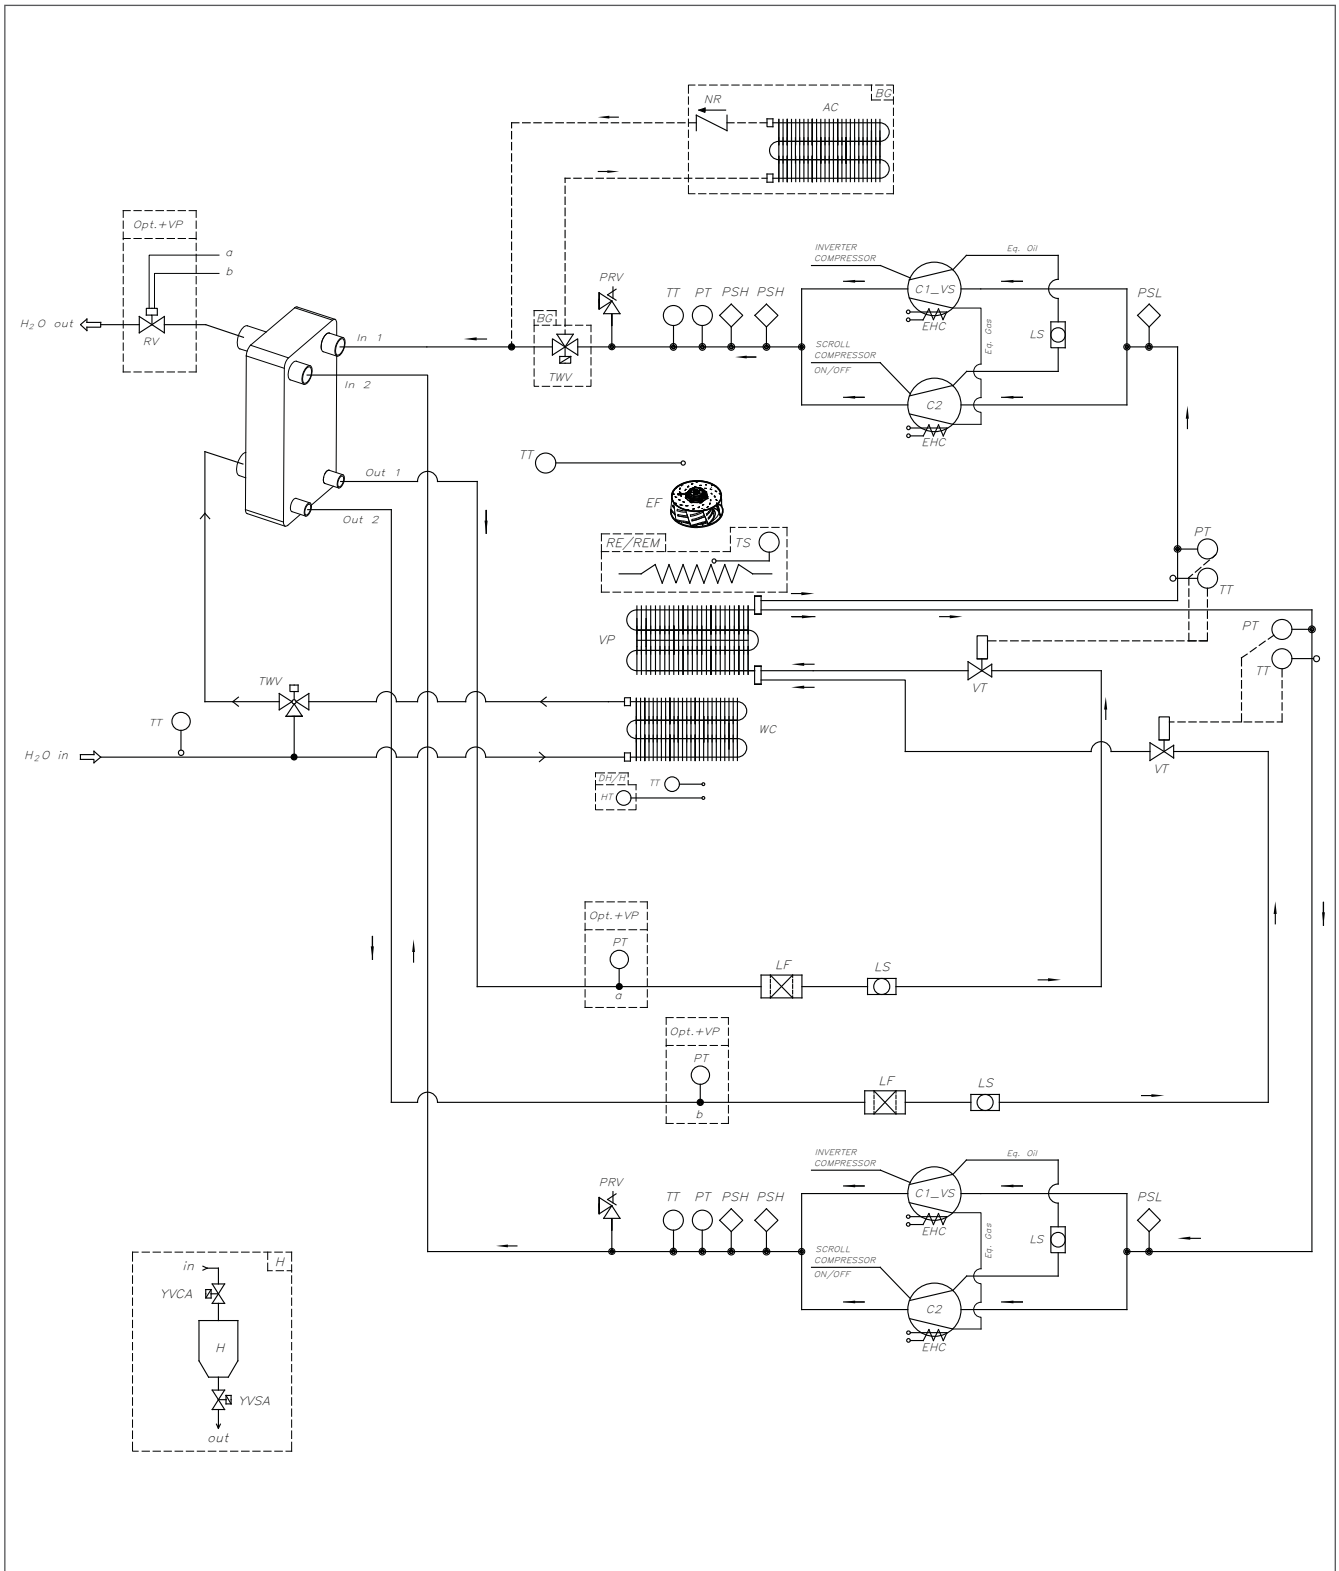 BG
NR
AC
Opt.+VP
a
b
H₂O out
RV
In 1
In 2
Out 1
Out 2
BG
TWV
PRV
TT
PT
PSH
PSH
INVERTER
COMPRESSOR
C1_VS
Eq. Oil
EHC
Eq. Gas
LS
PSL
SCROLL
COMPRESSOR
ON/OFF
C2
EHC
TT
EF
RE/REM
TS
PT
TT
VP
VT
PT
TT
TWV
TT
WC
H₂O in
VT
DH/H
HT
TT
Opt.+VP
PT
a
LF
LS
Opt.+VP
PT
b
LF
LS
INVERTER
COMPRESSOR
C1_VS
Eq. Oil
PRV
TT
PT
PSH
PSH
EHC
Eq. Gas
LS
PSL
SCROLL
COMPRESSOR
ON/OFF
C2
EHC
H
in
YVCA
H
YVSA
out